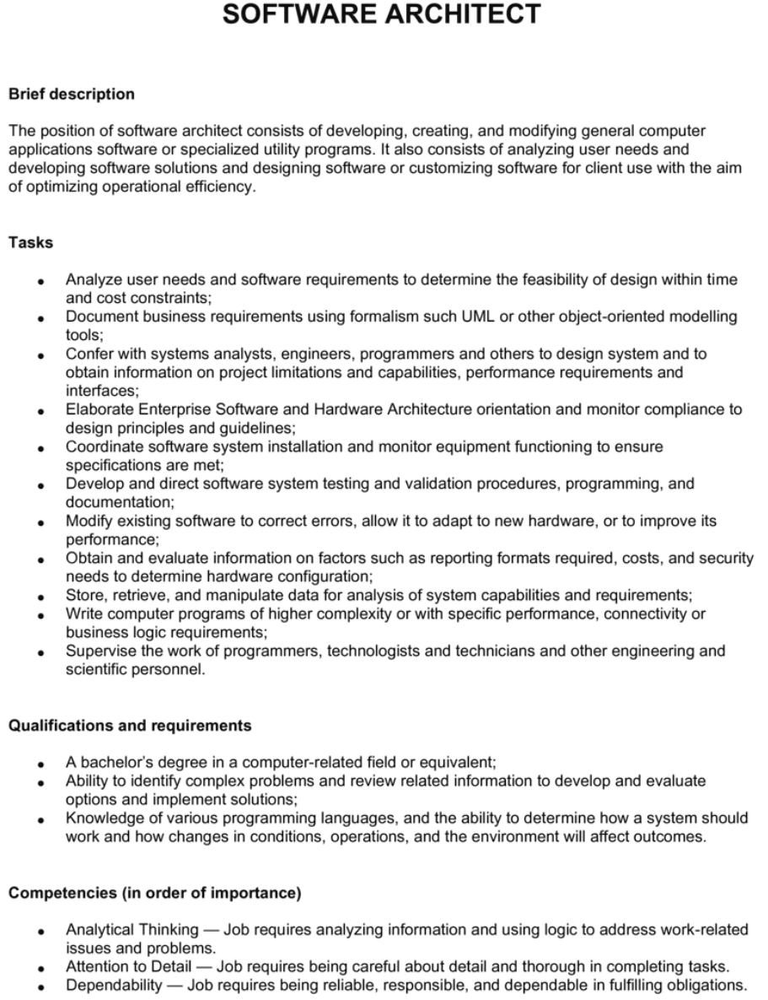 SOFTWARE ARCHITECT
Brief description
The position of software architect consists of developing, creating, and modifying general computer
applications software or specialized utility programs. It also consists of analyzing user needs and
developing software solutions and designing software or customizing software for client use with the aim
of optimizing operational efficiency.
Tasks
• Analyze user needs and software requirements to determine the feasibility of design within time
and cost constraints;
• Document business requirements using formalism such UML or other object-oriented modelling
tools;
• Confer with systems analysts, engineers, programmers and others to design system and to
obtain information on project limitations and capabilities, performance requirements and
interfaces;
• Elaborate Enterprise Software and Hardware Architecture orientation and monitor compliance to
design principles and guidelines;
• Coordinate software system installation and monitor equipment functioning to ensure
specifications are met;
• Develop and direct software system testing and validation procedures, programming, and
documentation;
• Modify existing software to correct errors, allow it to adapt to new hardware, or to improve its
performance;
• Obtain and evaluate information on factors such as reporting formats required, costs, and security
needs to determine hardware configuration;
• Store, retrieve, and manipulate data for analysis of system capabilities and requirements;
• Write computer programs of higher complexity or with specific performance, connectivity or
business logic requirements;
• Supervise the work of programmers, technologists and technicians and other engineering and
scientific personnel.
Qualifications and requirements
• A bachelor's degree in a computer-related field or equivalent;
• Ability to identify complex problems and review related information to develop and evaluate
options and implement solutions;
• Knowledge of various programming languages, and the ability to determine how a system should
work and how changes in conditions, operations, and the environment will affect outcomes.
Competencies (in order of importance)
• Analytical Thinking — Job requires analyzing information and using logic to address work-related
issues and problems.
• Attention to Detail — Job requires being careful about detail and thorough in completing tasks.
• Dependability — Job requires being reliable, responsible, and dependable in fulfilling obligations.